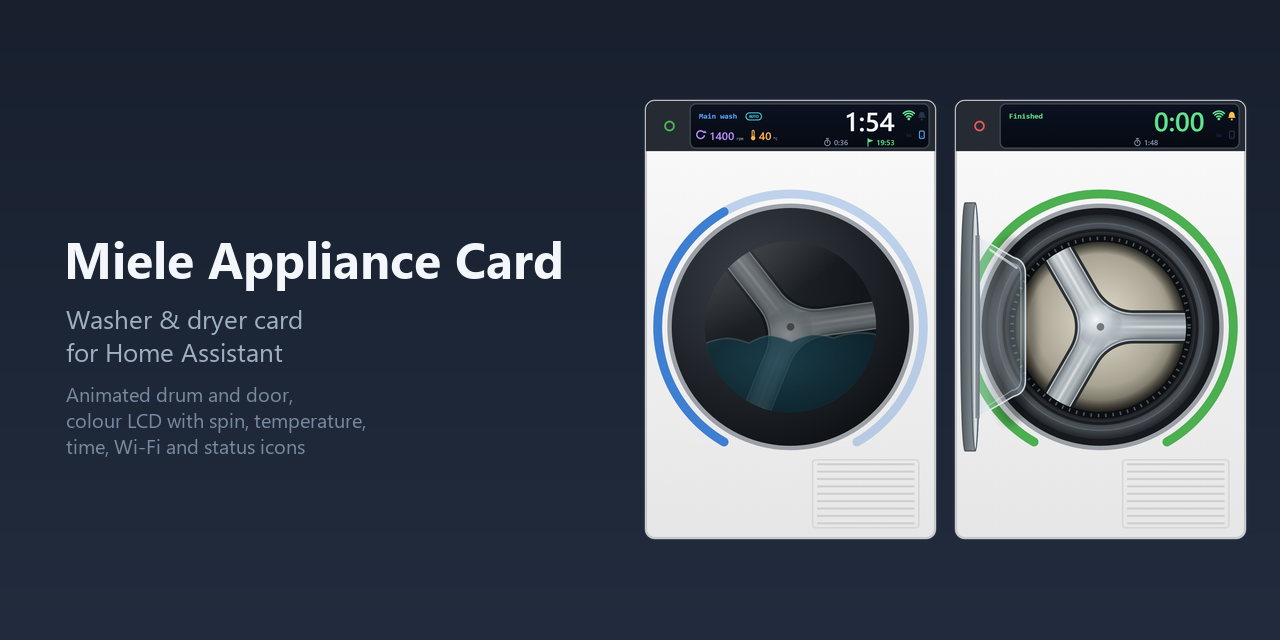 Miele Appliance Card
Washer & dryer card
for Home Assistant
Animated drum and door,
colour LCD with spin, temperature,
time, Wi-Fi and status icons
Main wash AUTO
1:54
1400 rpm 40 °C
0:36 19:53
Finished
0:00
1:48